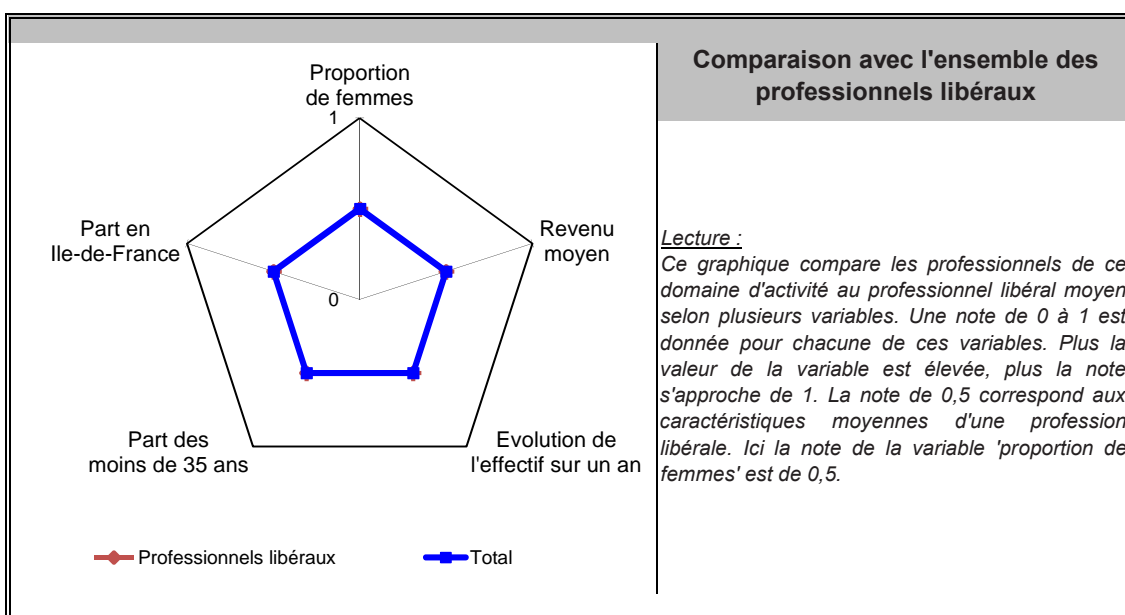 Proportion
de femmes
1
Part en
Ile-de-France
Revenu
moyen
0
Part des
moins de 35 ans
Evolution de
l'effectif sur un an
Professionnels libéraux
Total
Comparaison avec l'ensemble des
professionnels libéraux
Lecture :
Ce graphique compare les professionnels de ce
domaine d'activité au professionnel libéral moyen
selon plusieurs variables. Une note de 0 à 1 est
donnée pour chacune de ces variables. Plus la
valeur de la variable est élevée, plus la note
s'approche de 1. La note de 0,5 correspond aux
caractéristiques moyennes d'une profession
libérale. Ici la note de la variable 'proportion de
femmes' est de 0,5.